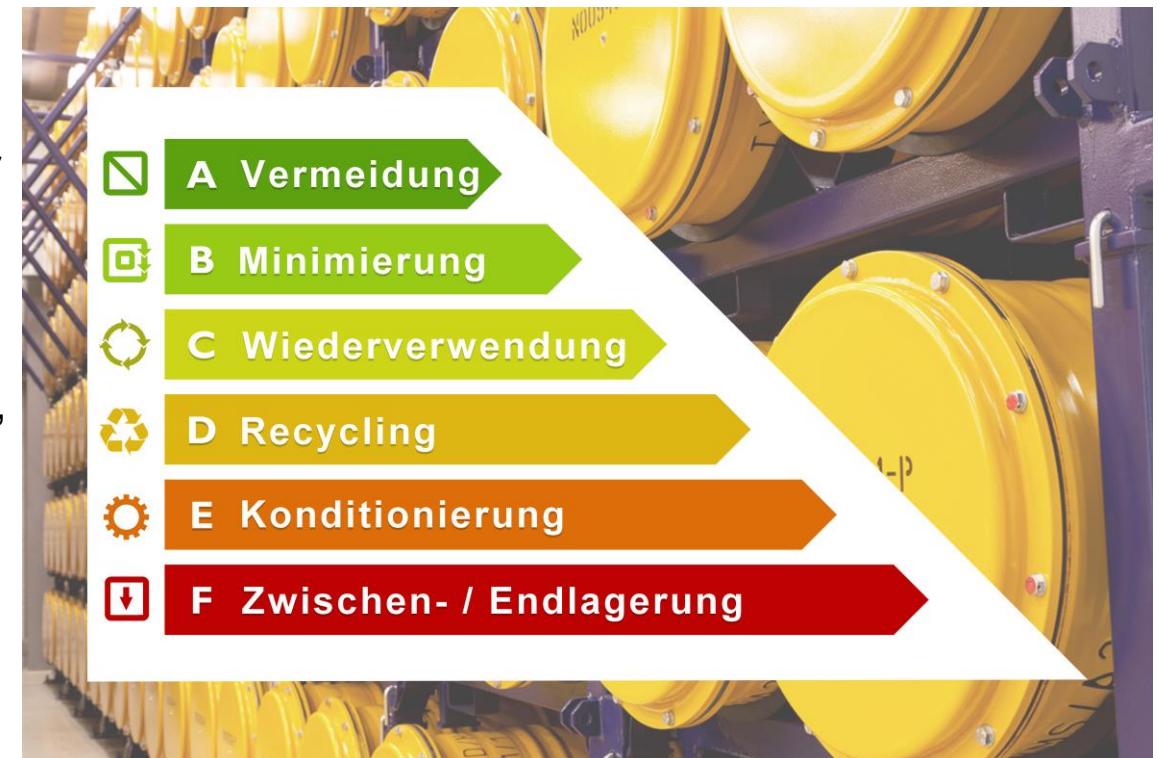 A Vermeidung
B Minimierung
C Wiederverwendung
D Recycling
E Konditionierung
F Zwischen- / Endlagerung